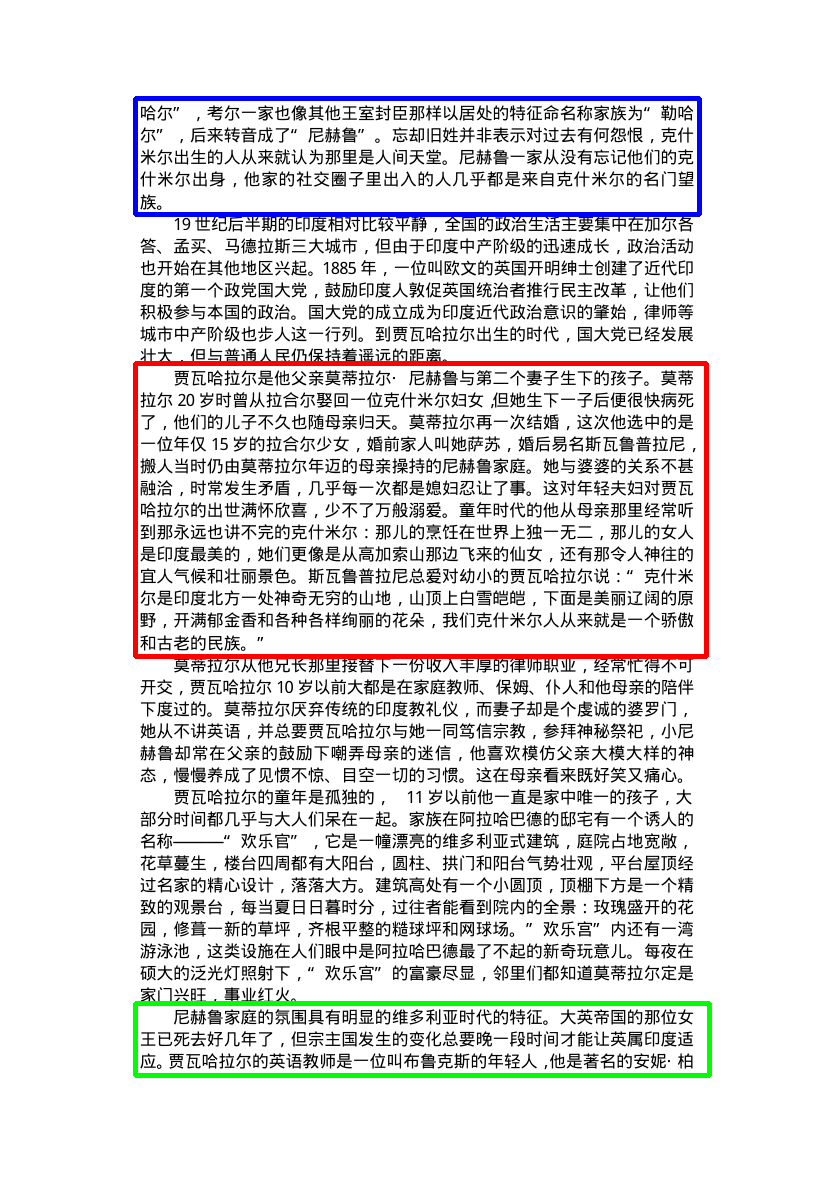 哈尔”，考尔一家也像其他王室封臣那样以居处的特征命名称家族为“勒哈
尔”，后来转音成了“尼赫鲁”。忘却旧姓并非表示对过去有何怨恨，克什
米尔出生的人从来就认为那里是人间天堂。尼赫鲁一家从没有忘记他们的克
什米尔出身，他家的社交圈子里出入的人几乎都是来自克什米尔的名门望
族。
19 世纪后半期的印度相对比较平静，全国的政治生活主要集中在加尔各
答、孟买、马德拉斯三大城市，但由于印度中产阶级的迅速成长，政治活动
也开始在其他地区兴起。1885 年，一位叫欧文的英国开明绅士创建了近代印
度的第一个政党国大党，鼓励印度人敦促英国统治者推行民主改革，让他们
积极参与本国的政治。国大党的成立成为印度近代政治意识的肇始，律师等
城市中产阶级也步人这一行列。到贾瓦哈拉尔出生的时代，国大党已经发展
壮大，但与普通人民仍保持着遥远的距离。
贾瓦哈拉尔是他父亲莫蒂拉尔·尼赫鲁与第二个妻子生下的孩子。莫蒂
拉尔 20 岁时曾从拉合尔娶回一位克什米尔妇女，但她生下一子后便很快病死
了，他们的儿子不久也随母亲归天。莫蒂拉尔再一次结婚，这次他选中的是
一位年仅 15 岁的拉合尔少女，婚前家人叫她萨苏，婚后易名斯瓦鲁普拉尼，
搬人当时仍由莫蒂拉尔年迈的母亲操持的尼赫鲁家庭。她与婆婆的关系不甚
融洽，时常发生矛盾，几乎每一次都是媳妇忍让了事。这对年轻夫妇对贾瓦
哈拉尔的出世满怀欣喜，少不了万般溺爱。童年时代的他从母亲那里经常听
到那永远也讲不完的克什米尔：那儿的烹饪在世界上独一无二，那儿的女人
是印度最美的，她们更像是从高加索山那边飞来的仙女，还有那令人神往的
宜人气候和壮丽景色。斯瓦鲁普拉尼总爱对幼小的贾瓦哈拉尔说：“克什米
尔是印度北方一处神奇无穷的山地，山顶上白雪皑皑，下面是美丽辽阔的原
野，开满郁金香和各种各样绚丽的花朵，我们克什米尔人从来就是一个骄傲
和古老的民族。”
莫蒂拉尔从他兄长那里接替下一份收入丰厚的律师职业，经常忙得不可
开交，贾瓦哈拉尔 10 岁以前大都是在家庭教师、保姆、仆人和他母亲的陪伴
下度过的。莫蒂拉尔厌弃传统的印度教礼仪，而妻子却是个虔诚的婆罗门，
她从不讲英语，并总要贾瓦哈拉尔与她一同笃信宗教，参拜神秘祭祀，小尼
赫鲁却常在父亲的鼓励下嘲弄母亲的迷信，他喜欢模仿父亲大模大样的神
态，慢慢养成了见惯不惊、目空一切的习惯。这在母亲看来既好笑又痛心。
贾瓦哈拉尔的童年是孤独的， 11 岁以前他一直是家中唯一的孩子，大
部分时间都几乎与大人们呆在一起。家族在阿拉哈巴德的邸宅有一个诱人的
名称———“欢乐宫”，它是一幢漂亮的维多利亚式建筑，庭院占地宽敞，
花草蔓生，楼台四周都有大阳台，圆柱、拱门和阳台气势壮观，平台屋顶经
过名家的精心设计，落落大方。建筑高处有一个小圆顶，顶棚下方是一个精
致的观景台，每当夏日日暮时分，过往者能看到院内的全景：玫瑰盛开的花
园，修葺一新的草坪，齐根平整的糙球坪和网球场。”欢乐宫”内还有一湾
游泳池，这类设施在人们眼中是阿拉哈巴德最了不起的新奇玩意儿。每夜在
硕大的泛光灯照射下，“欢乐宫”的富豪尽显，邻里们都知道莫蒂拉尔定是
家门兴旺，事业红火。
尼赫鲁家庭的氛围具有明显的维多利亚时代的特征。大英帝国的那位女
王已死去好几年了，但宗主国发生的变化总要晚一段时间才能让英属印度适
应。贾瓦哈拉尔的英语教师是一位叫布鲁克斯的年轻人，他是著名的安妮·柏